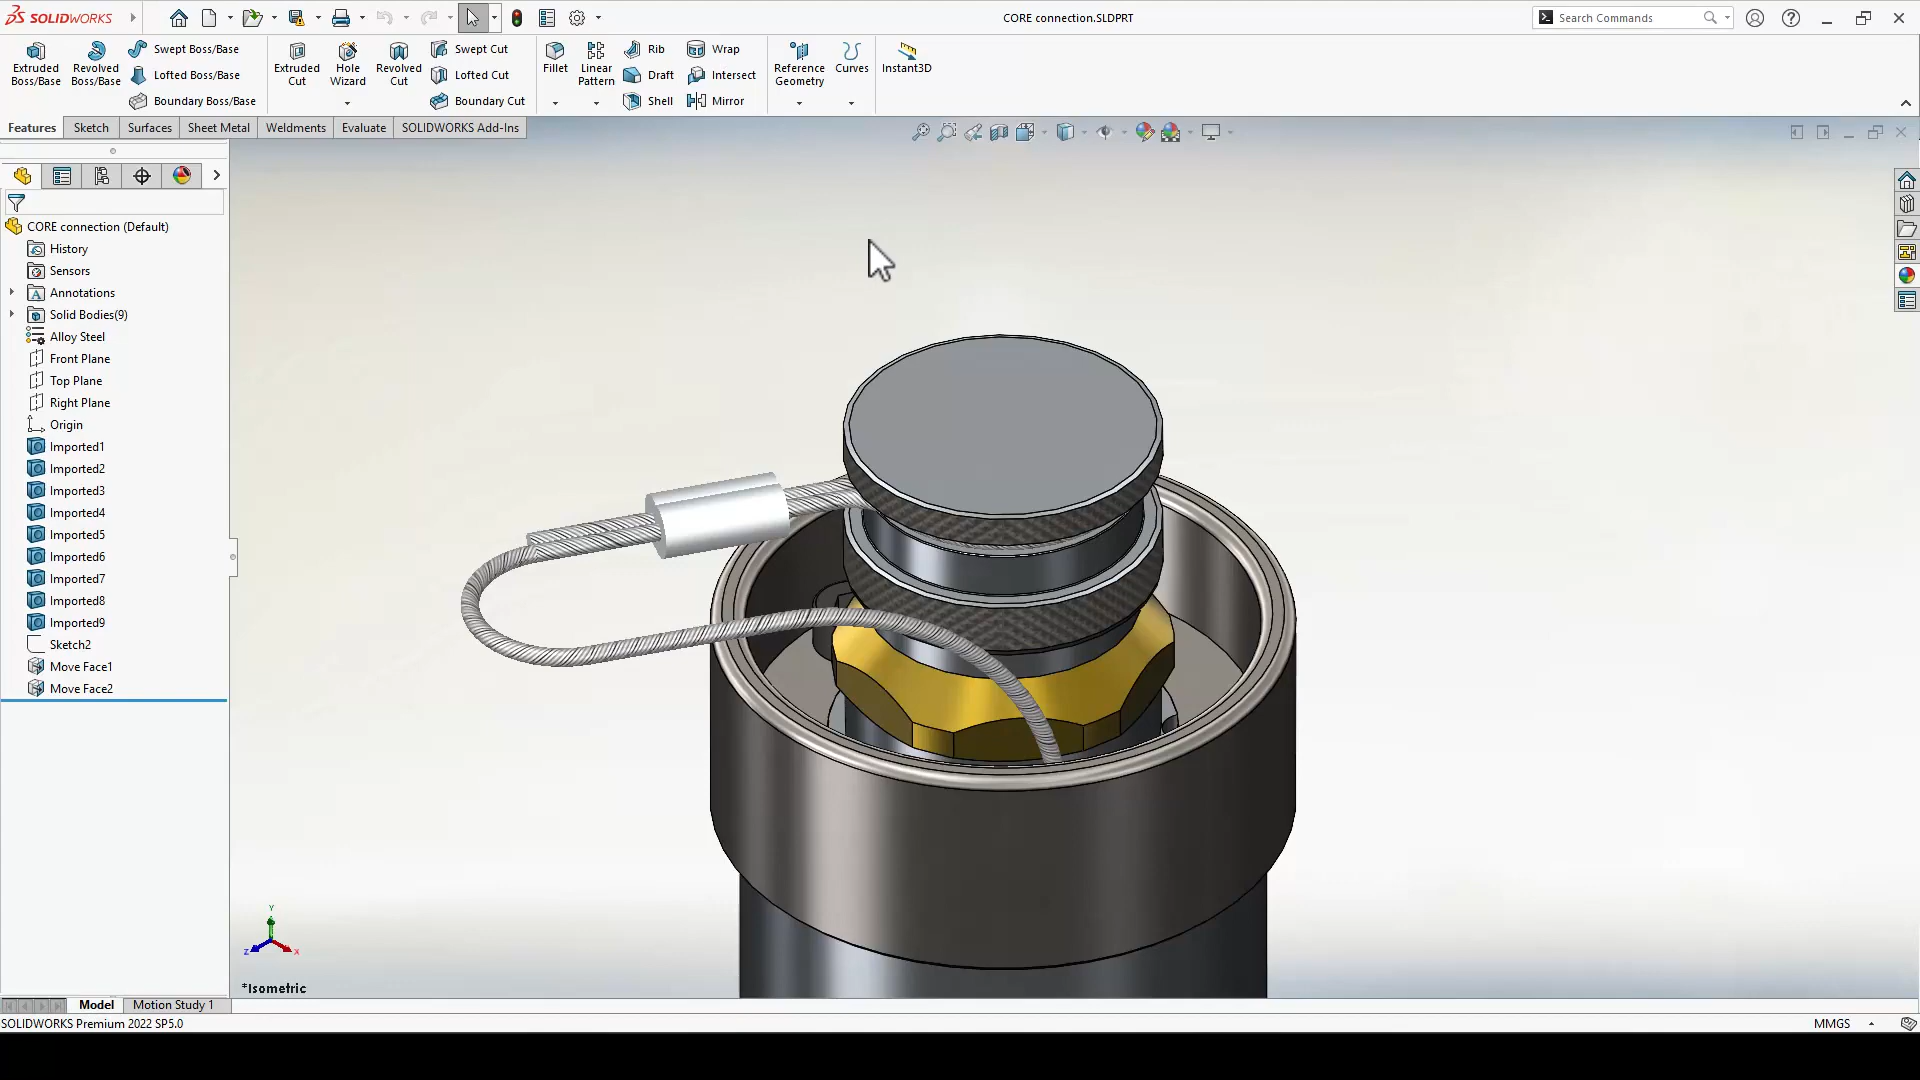 SOLIDWORKS
CORE connection.SLDPRT
Search Commands
Extruded Boss/Base
Revolved Boss/Base
Swept Boss/Base
Lofted Boss/Base
Boundary Boss/Base
Extruded Cut
Hole Wizard
Revolved Cut
Swept Cut
Lofted Cut
Boundary Cut
Fillet
Linear Pattern
Rib
Draft
Shell
Wrap
Intersect
Mirror
Reference Geometry
Curves
Instant3D
Features
Sketch
Surfaces
Sheet Metal
Weldments
Evaluate
SOLIDWORKS Add-Ins
CORE connection (Default)
History
Sensors
Annotations
Solid Bodies(9)
Alloy Steel
Front Plane
Top Plane
Right Plane
Origin
Imported1
Imported2
Imported3
Imported4
Imported5
Imported6
Imported7
Imported8
Imported9
Sketch2
Move Face1
Move Face2
Y
Z
X
*Isometric
Model
Motion Study 1
SOLIDWORKS Premium 2022 SP5.0
MMGS